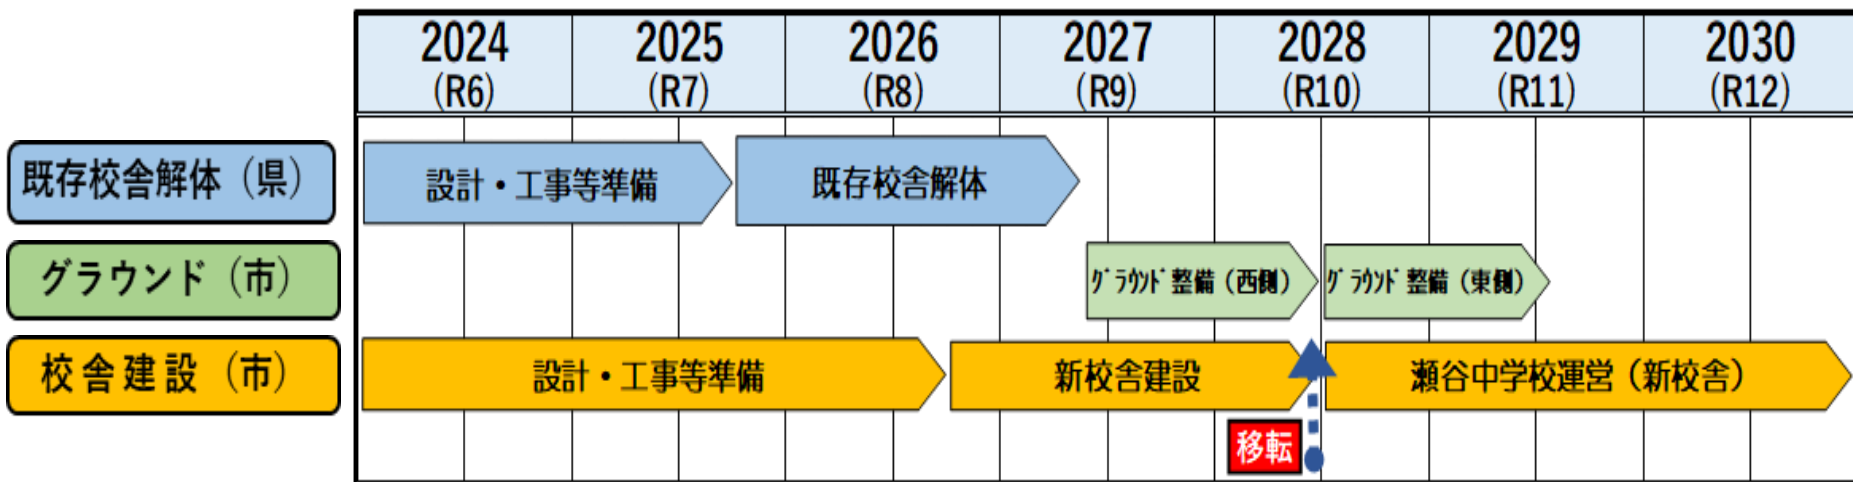 2024 2025 2026 2027 2028 2029 2030
(R6) (R7) (R8) (R9) (R10) (R11) (R12)
既存校舎解体（県） 設計・工事等準備 既存校舎解体
グラウンド（市） ｸﾞﾗｳﾝﾄﾞ整備（西側） ｸﾞﾗｳﾝﾄﾞ整備（東側）
校舎建設（市） 設計・工事等準備 新校舎建設 瀬谷中学校運営（新校舎）
移転